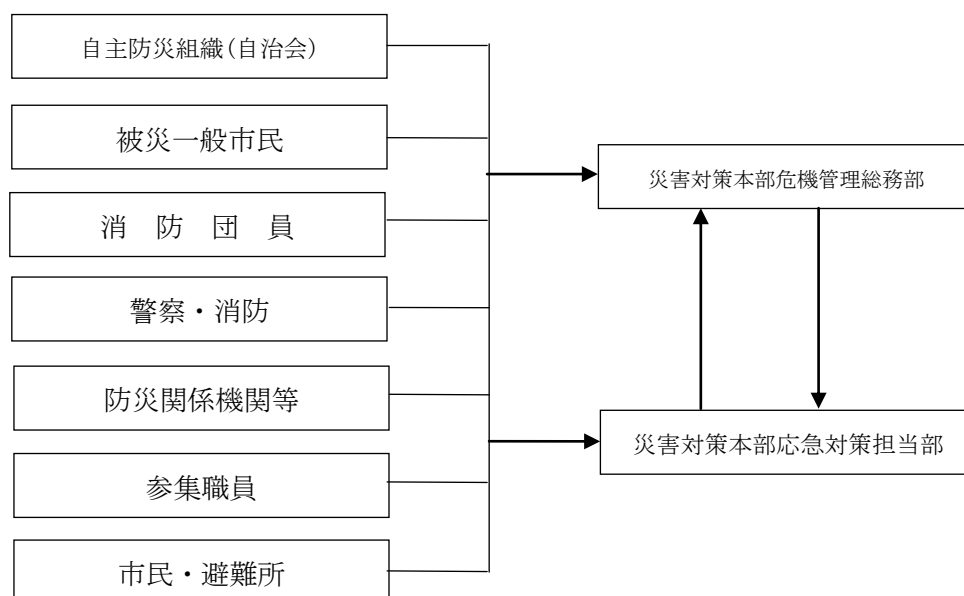 自主防災組織(自治会)
被災一般市民
消　防　団　員
警察・消防
防災関係機関等
参集職員
市民・避難所
災害対策本部危機管理総務部
災害対策本部応急対策担当部